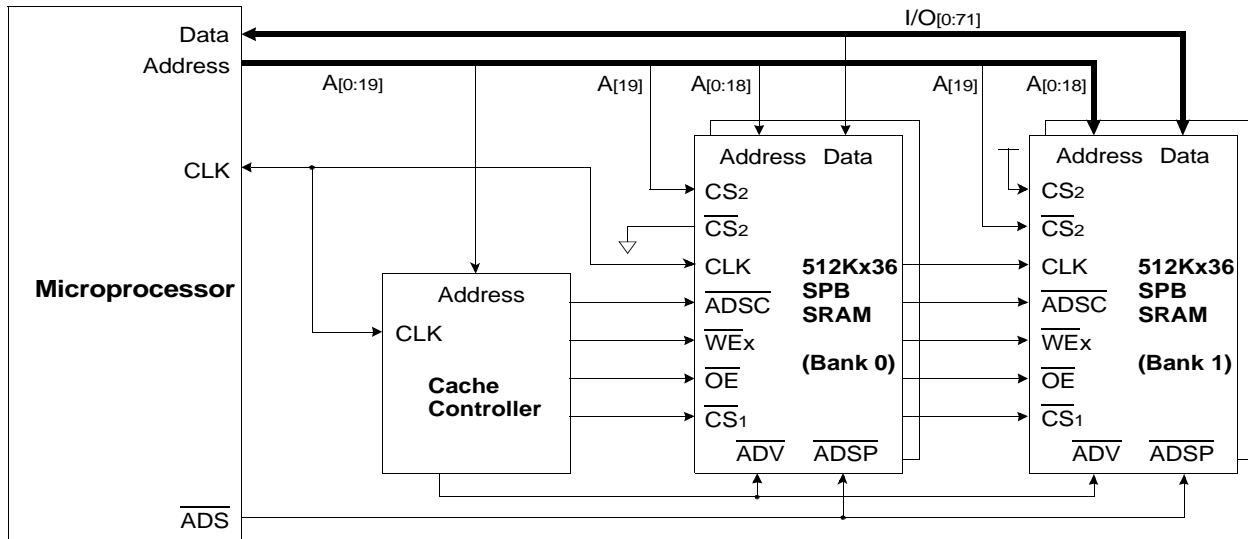 I/O[0:71]
Data
Address
A[0:19]
A[19]
A[0:18]
A[19]
A[0:18]
CLK
Microprocessor
ADS
Address
CLK
Cache
Controller
Address Data
CS2
CS2
CLK
ADSC
WEx
OE
CS1
ADV ADSP
512Kx36
SPB
SRAM
(Bank 0)
Address Data
CS2
CS2
CLK
ADSC
WEx
OE
CS1
ADV ADSP
512Kx36
SPB
SRAM
(Bank 1)